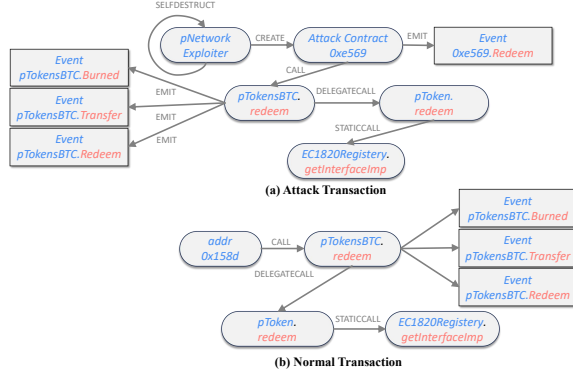 SELFDESTRUCT
pNetwork
Exploiter
CREATE
Attack Contract
0xe569
EMIT
Event
0xe569.Redeem
Event
pTokensBTC.Burned
CALL
EMIT
Event
pTokensBTC.Transfer
EMIT
pTokensBTC.
redeem
DELEGATECALL
pToken.
redeem
Event
pTokensBTC.Redeem
EMIT
STATICCALL
EC1820Registery.
getInterfaceImp
(a) Attack Transaction
Event
pTokensBTC.Burned
addr
0x158d
CALL
pTokensBTC.
redeem
Event
pTokensBTC.Transfer
DELEGATECALL
Event
pTokensBTC.Redeem
pToken.
redeem
STATICCALL
EC1820Registery.
getInterfaceImp
(b) Normal Transaction